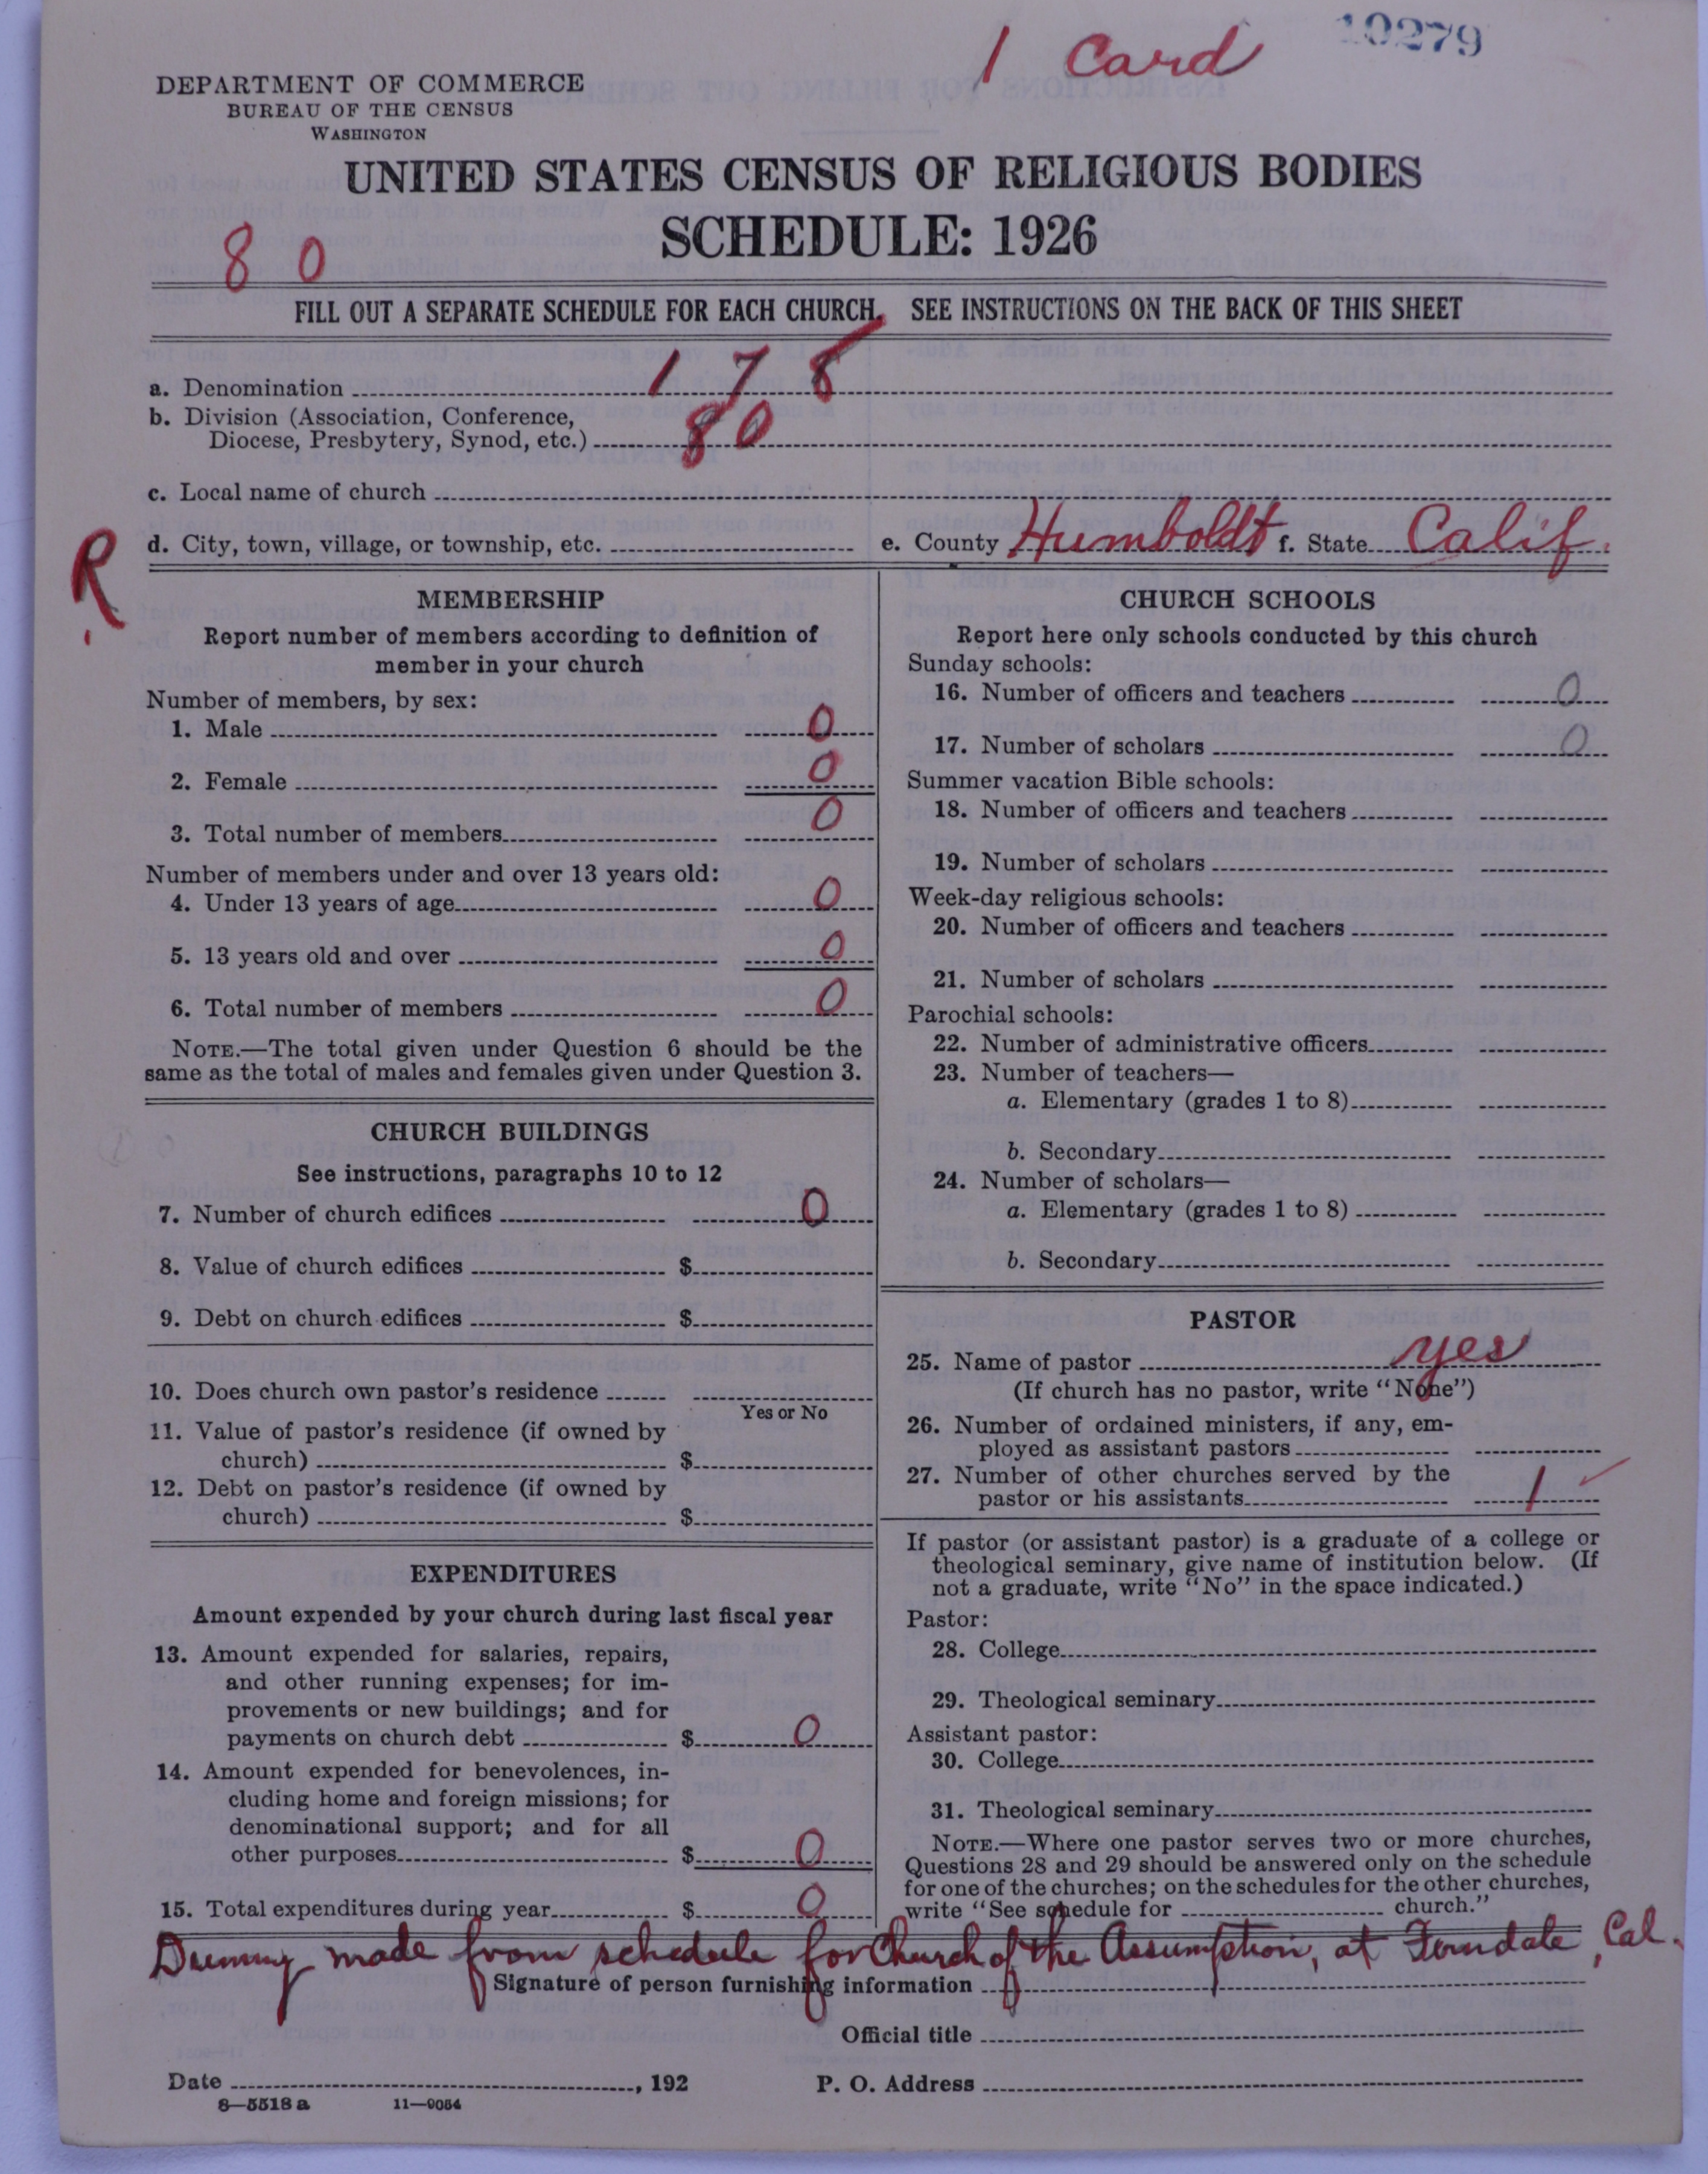 1 Card
10279
DEPARTMENT OF COMMERCE
BUREAU OF THE CENSUS
WASHINGTON
UNITED STATES CENSUS OF RELIGIOUS BODIES
SCHEDULE: 1926
80
FILL OUT A SEPARATE SCHEDULE FOR EACH CHURCH. SEE INSTRUCTIONS ON THE BACK OF THIS SHEET
a. Denomination 178
b. Division (Association, Conference,
Diocese, Presbytery, Synod, etc.) 80
c. Local name of church
d. City, town, village, or township, etc. e. County Humboldt f. State Calif.
R
MEMBERSHIP
Report number of members according to definition of
member in your church
Number of members, by sex:
1. Male 0
2. Female 0
3. Total number of members 0
Number of members under and over 13 years old:
4. Under 13 years of age 0
5. 13 years old and over 0
6. Total number of members 0
NOTE.—The total given under Question 6 should be the
same as the total of males and females given under Question 3.
CHURCH BUILDINGS
See instructions, paragraphs 10 to 12
7. Number of church edifices 0
8. Value of church edifices $
9. Debt on church edifices $
10. Does church own pastor's residence
Yes or No
11. Value of pastor's residence (if owned by
church) $
12. Debt on pastor's residence (if owned by
church) $
EXPENDITURES
Amount expended by your church during last fiscal year
13. Amount expended for salaries, repairs,
and other running expenses; for im-
provements or new buildings; and for
payments on church debt $ 0
14. Amount expended for benevolences, in-
cluding home and foreign missions; for
denominational support; and for all
other purposes $ 0
15. Total expenditures during year $ 0
CHURCH SCHOOLS
Report here only schools conducted by this church
Sunday schools:
16. Number of officers and teachers 0
17. Number of scholars 0
Summer vacation Bible schools:
18. Number of officers and teachers
19. Number of scholars
Week-day religious schools:
20. Number of officers and teachers
21. Number of scholars
Parochial schools:
22. Number of administrative officers
23. Number of teachers—
a. Elementary (grades 1 to 8)
b. Secondary
24. Number of scholars—
a. Elementary (grades 1 to 8)
b. Secondary
PASTOR
25. Name of pastor yes
(If church has no pastor, write "None")
26. Number of ordained ministers, if any, em-
ployed as assistant pastors
27. Number of other churches served by the
pastor or his assistants 1 ✓
If pastor (or assistant pastor) is a graduate of a college or
theological seminary, give name of institution below. (If
not a graduate, write "No" in the space indicated.)
Pastor:
28. College
29. Theological seminary
Assistant pastor:
30. College
31. Theological seminary
NOTE.—Where one pastor serves two or more churches,
Questions 28 and 29 should be answered only on the schedule
for one of the churches; on the schedules for the other churches,
write "See schedule for church."
Dummy made from schedule for Church of the Assumption, at Ferndale, Cal.
Signature of person furnishing information
Official title
Date , 192 P. O. Address
8—5518 a 11—9054